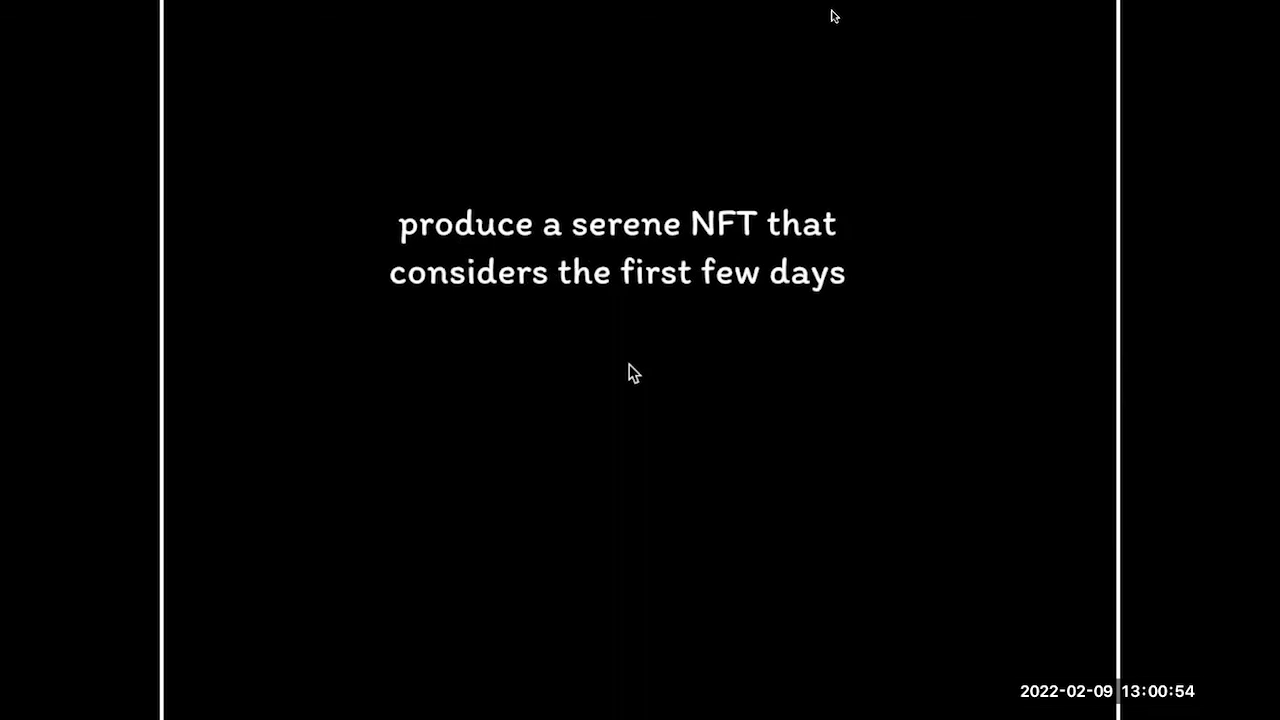 produce a serene NFT that
considers the first few days
2022-02-09 13:00:54